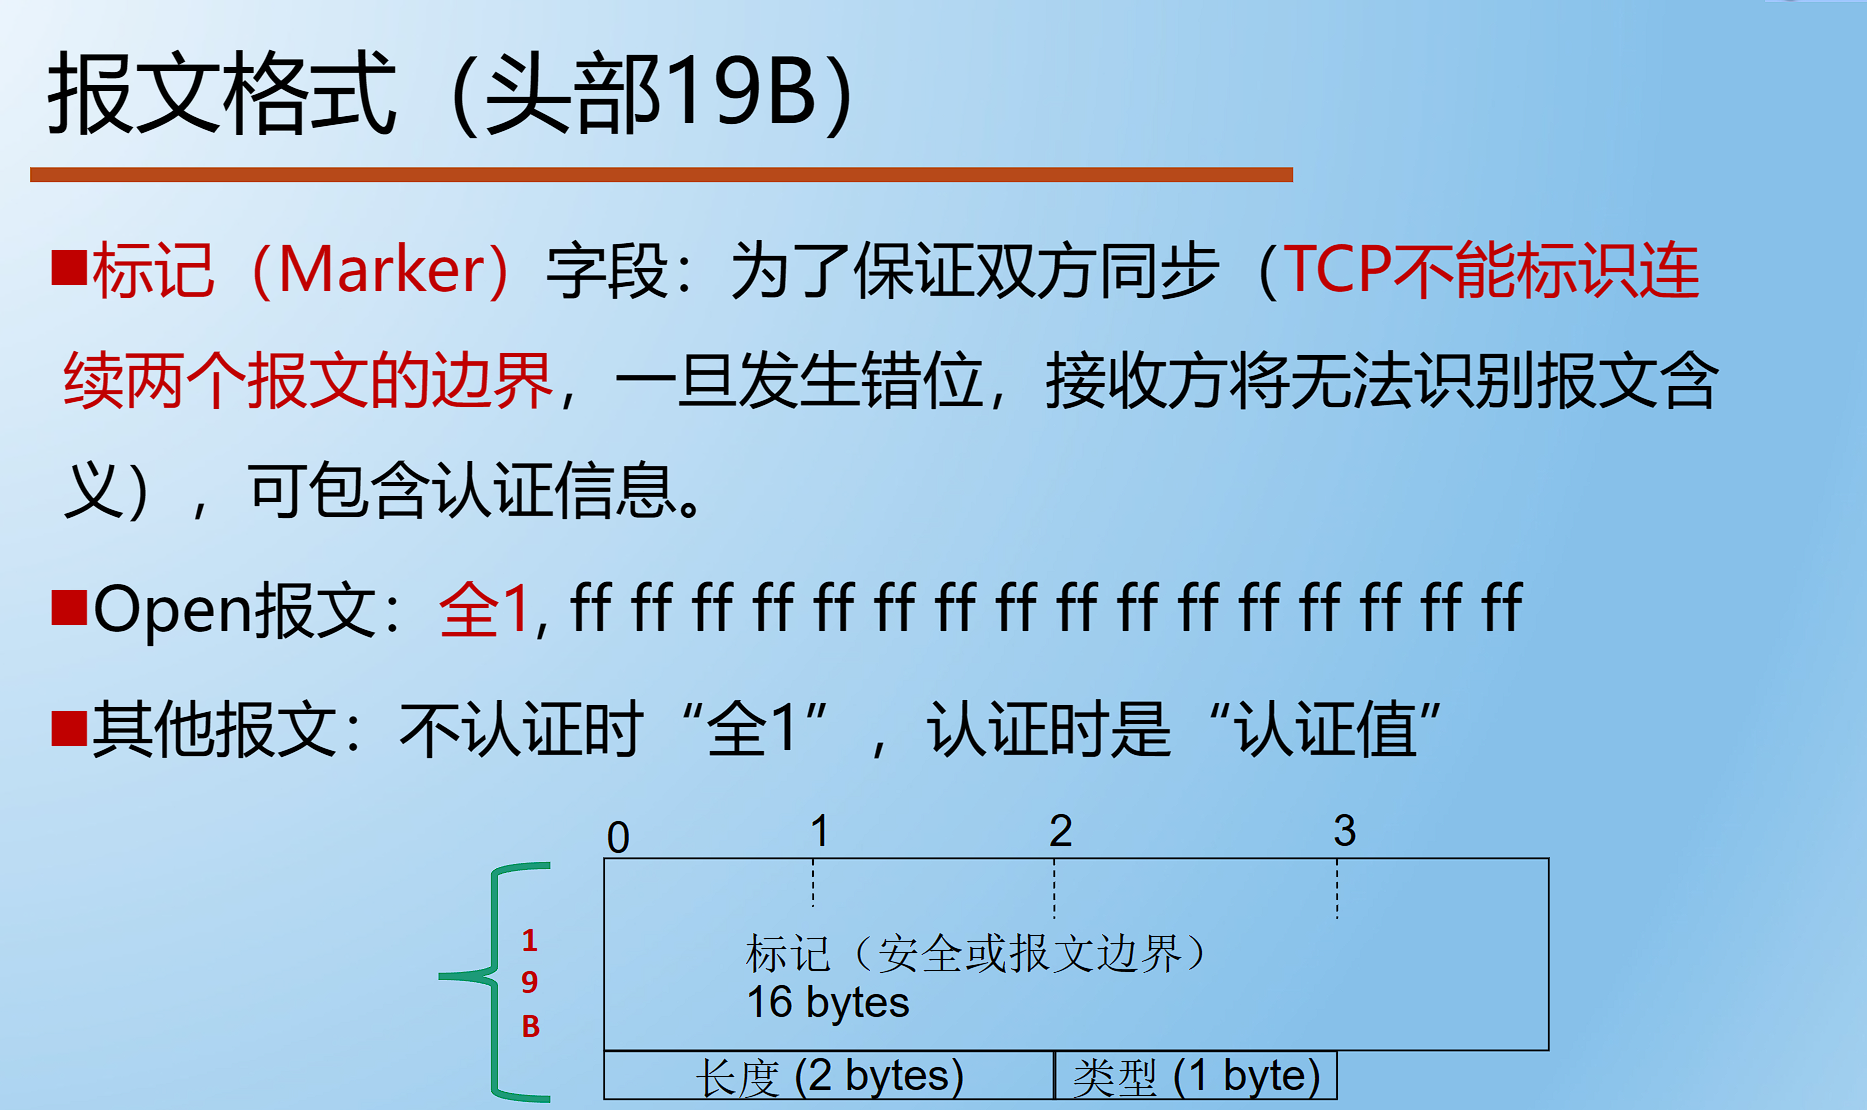 报文格式（头部19B）
■标记（Marker）字段：为了保证双方同步（TCP不能标识连
续两个报文的边界，一旦发生错位，接收方将无法识别报文含
义），可包含认证信息。
■Open报文：全1, ff ff ff ff ff ff ff ff ff ff ff ff ff ff ff ff
■其他报文：不认证时“全1”，认证时是“认证值”
0 1 2 3
标记（安全或报文边界）
16 bytes
1
9
B
长度 (2 bytes) 类型 (1 byte)